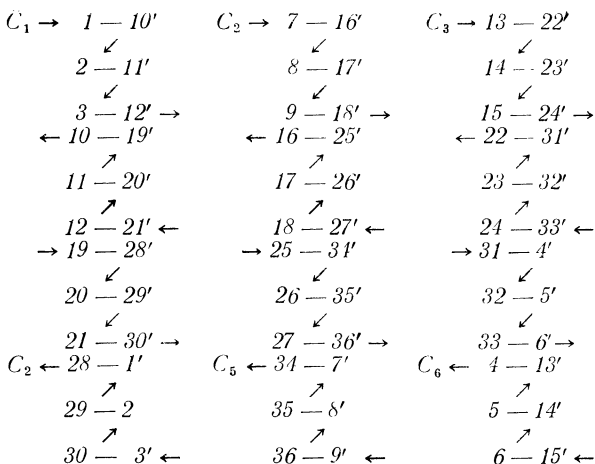 C₁ → 1 — 10' C₂ → 7 — 16' C₃ → 13 — 22'
↙ ↙ ↙
2 — 11' 8 — 17' 14 — 23'
↙ ↙ ↙
3 — 12' → 9 — 18' → 15 — 24' →
← 10 — 19' ← 16 — 25' ← 22 — 31'
↗ ↗ ↗
11 — 20' 17 — 26' 23 — 32'
↗ ↗ ↗
12 — 21' ← 18 — 27' ← 24 — 33' ←
→ 19 — 28' → 25 — 34' → 31 — 4'
↙ ↙ ↙
20 — 29' 26 — 35' 32 — 5'
↙ ↙ ↙
21 — 30' → 27 — 36' → 33 — 6' →
C₂ ← 28 — 1' C₅ ← 34 — 7' C₆ ← 4 — 13'
↗ ↗ ↗
29 — 2 35 — 8' 5 — 14'
↗ ↗ ↗
30 — 3' ← 36 — 9' ← 6 — 15' ←